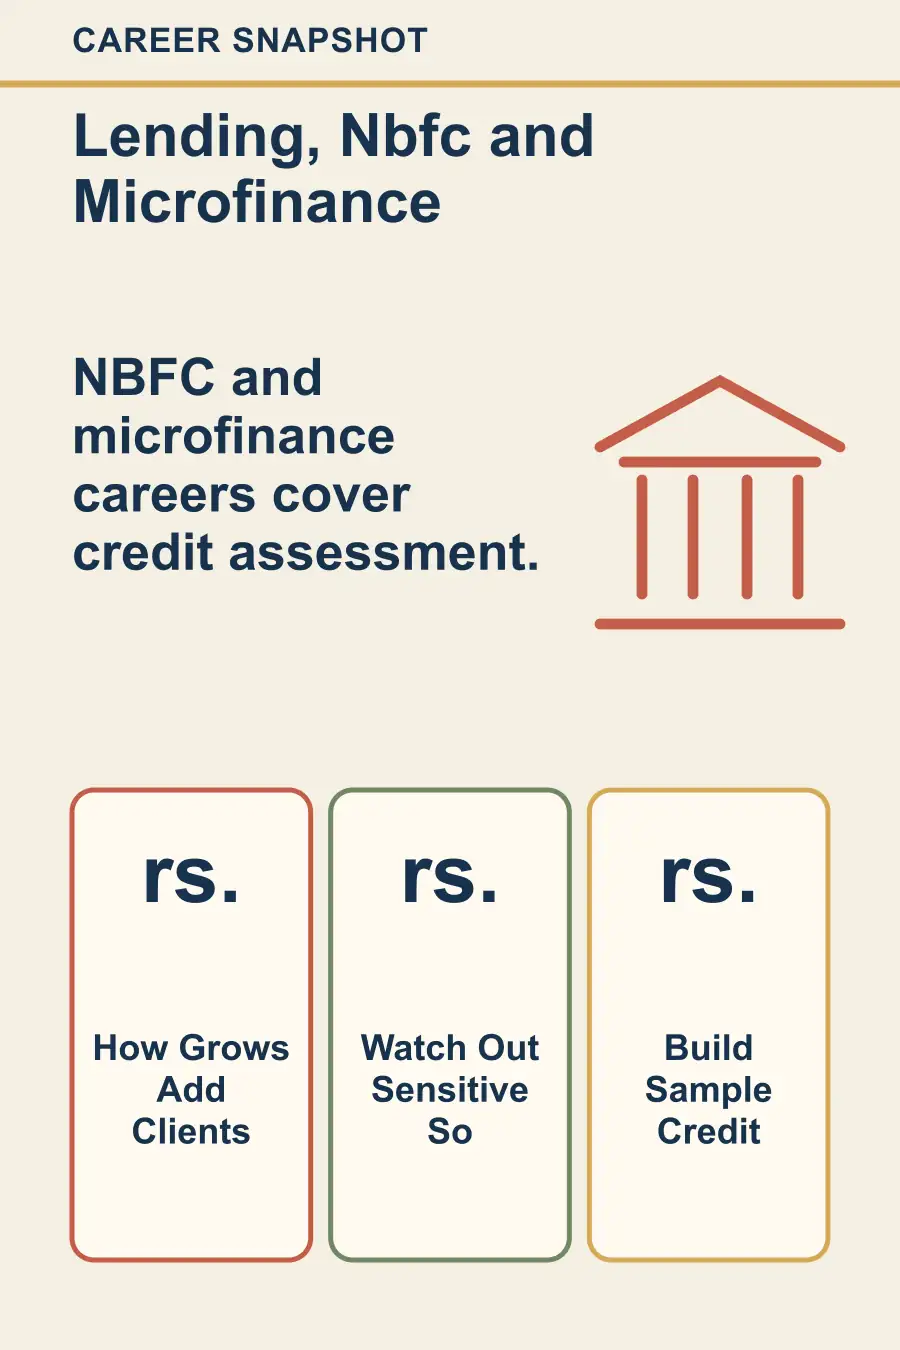 CAREER SNAPSHOT
Lending, Nbfc and
Microfinance
NBFC and
microfinance
careers cover
credit assessment.
rs.
How Grows
Add
Clients
rs.
Watch Out
Sensitive
So
rs.
Build
Sample
Credit